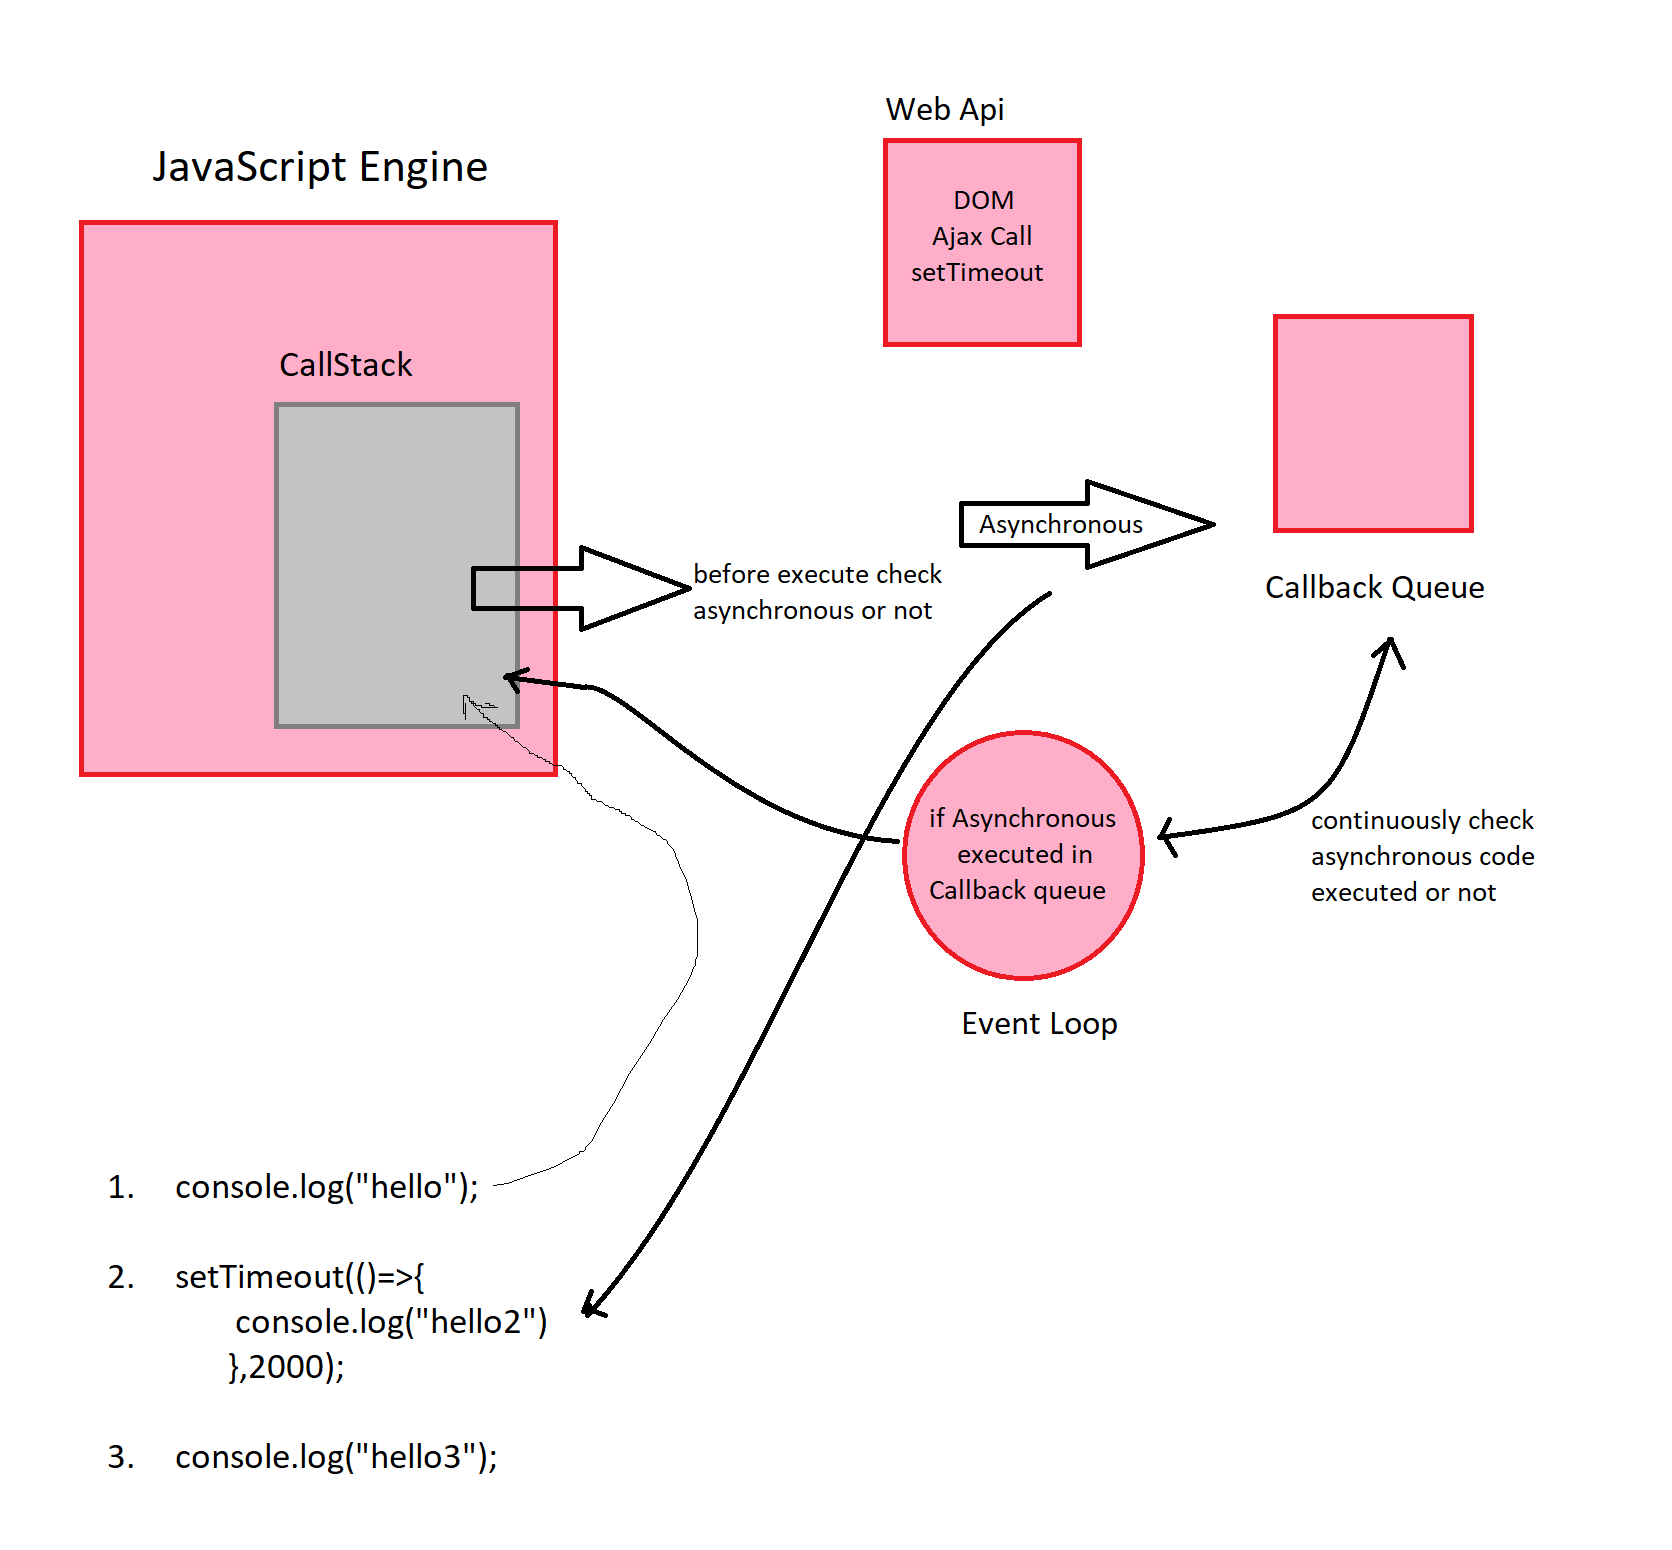 Web Api
JavaScript Engine
DOM
Ajax Call
setTimeout
CallStack
Asynchronous
before execute check
asynchronous or not
Callback Queue
if Asynchronous
executed in
Callback queue
continuously check
asynchronous code
executed or not
Event Loop
1. console.log("hello");
2. setTimeout(()=>{
console.log("hello2")
},2000);
3. console.log("hello3");